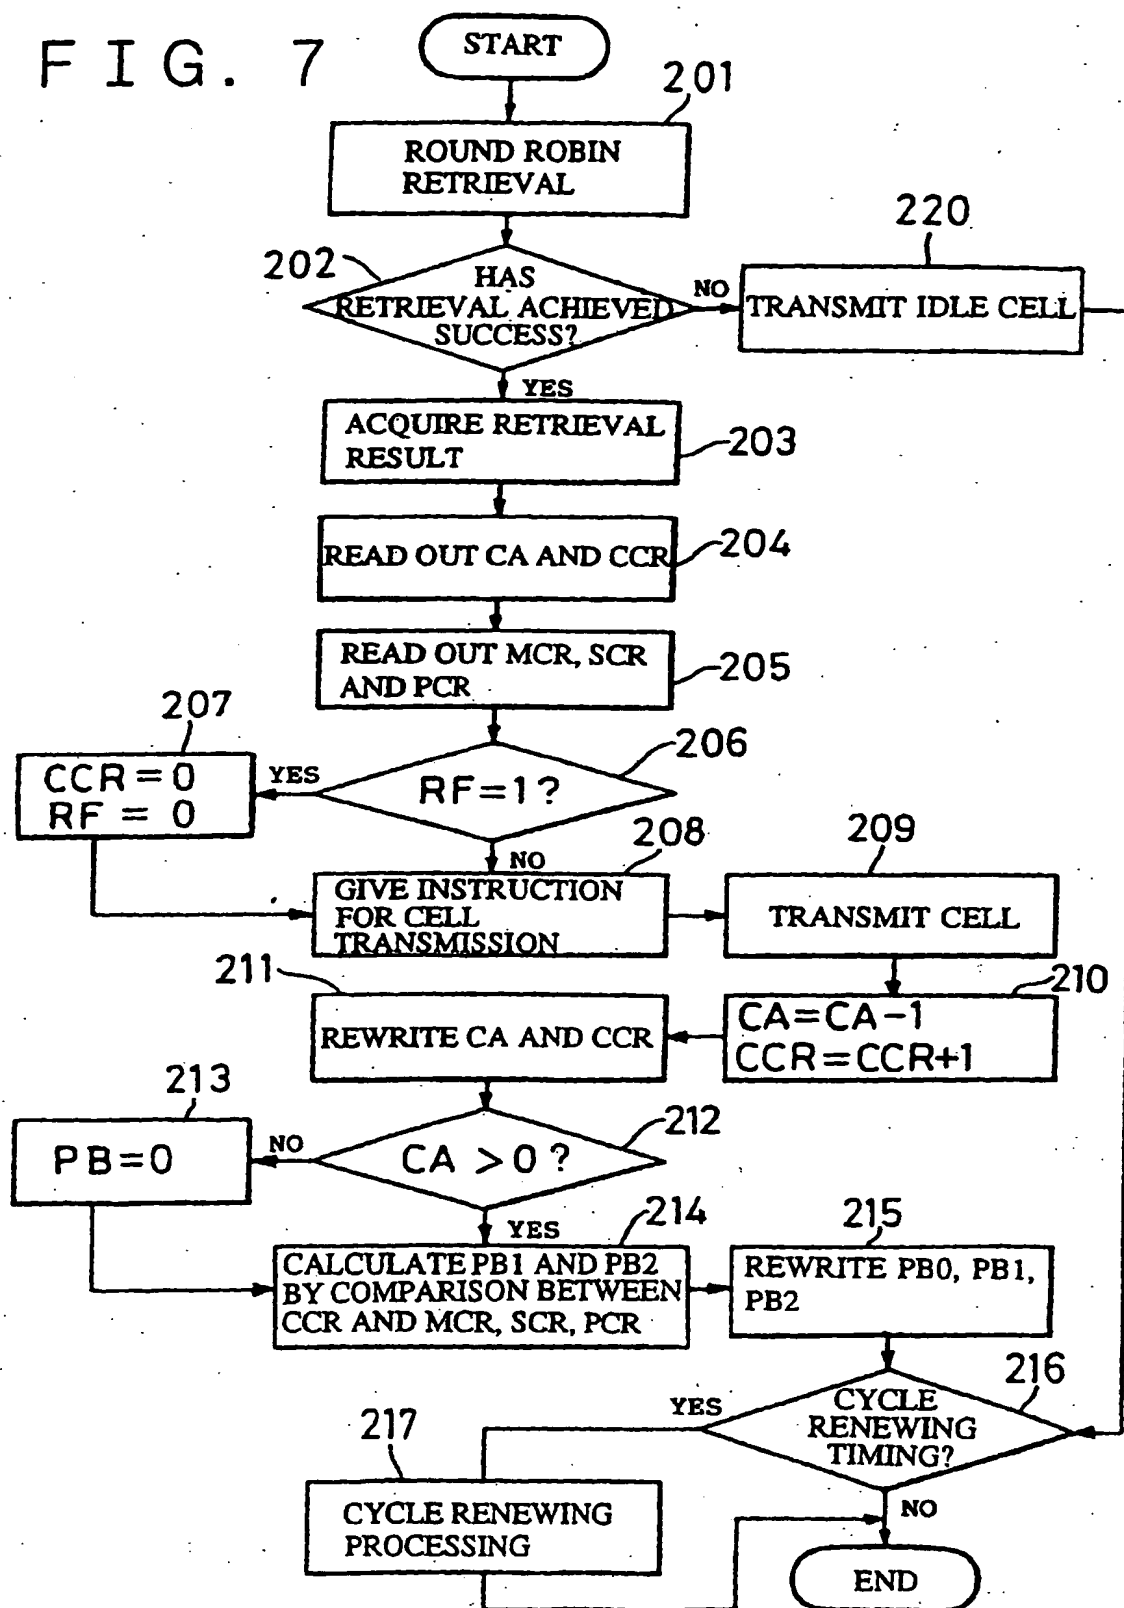 FIG. 7
START
201
ROUND ROBIN
RETRIEVAL
202
HAS
RETRIEVAL ACHIEVED
SUCCESS?
NO
220
TRANSMIT IDLE CELL
YES
ACQUIRE RETRIEVAL
RESULT
203
READ OUT CA AND CCR
204
READ OUT MCR, SCR
AND PCR
205
207
CCR=0
RF = 0
YES
RF=1?
206
NO
208
GIVE INSTRUCTION
FOR CELL
TRANSMISSION
209
TRANSMIT CELL
211
REWRITE CA AND CCR
210
CA=CA-1
CCR=CCR+1
213
PB=0
NO
CA >0 ?
212
YES
214
CALCULATE PB1 AND PB2
BY COMPARISON BETWEEN
CCR AND MCR, SCR, PCR
215
REWRITE PB0, PB1,
PB2
216
CYCLE
RENEWING
TIMING?
YES
217
CYCLE RENEWING
PROCESSING
NO
END